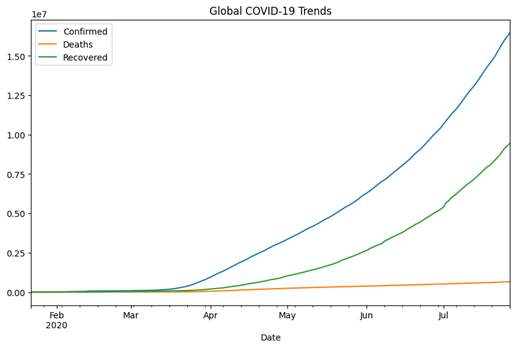 Global COVID-19 Trends
1e7
Confirmed
Deaths
Recovered
1.50
1.25
1.00
0.75
0.50
0.25
0.00
Feb Mar Apr May Jun Jul
2020
Date